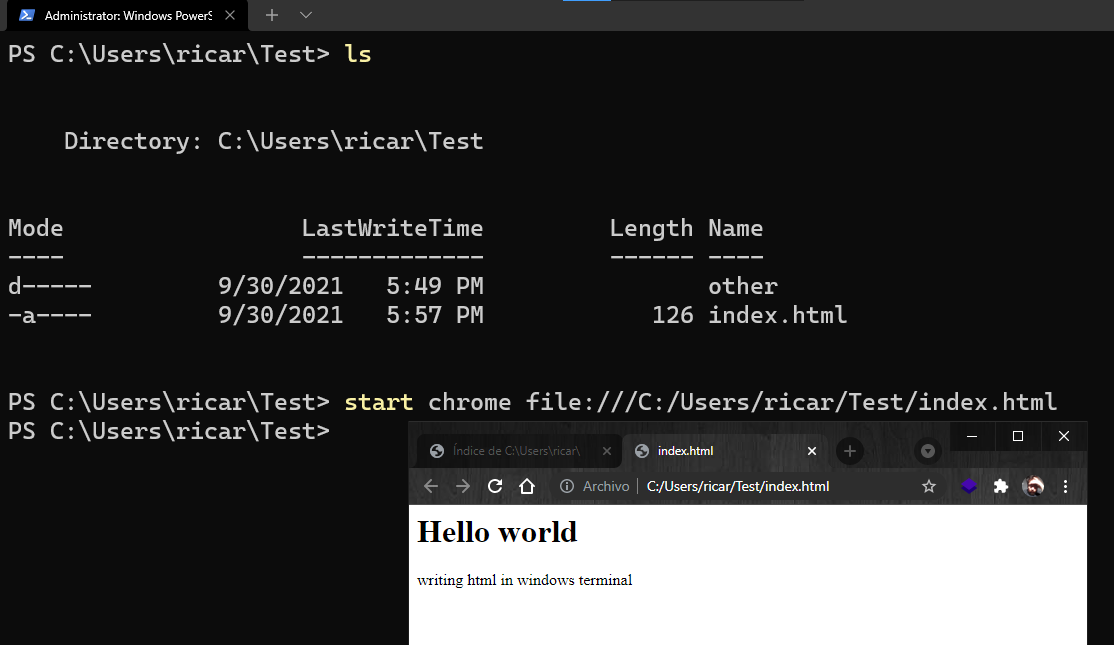 Administrator: Windows PowerS
PS C:\Users\ricar\Test> ls
Directory: C:\Users\ricar\Test
Mode LastWriteTime Length Name
---- ------------- ------ ----
d----- 9/30/2021 5:49 PM other
-a---- 9/30/2021 5:57 PM 126 index.html
PS C:\Users\ricar\Test> start chrome file:///C:/Users/ricar/Test/index.html
PS C:\Users\ricar\Test>
Índice de C:\Users\ricar\ index.html
Archivo C:/Users/ricar/Test/index.html
Hello world
writing html in windows terminal